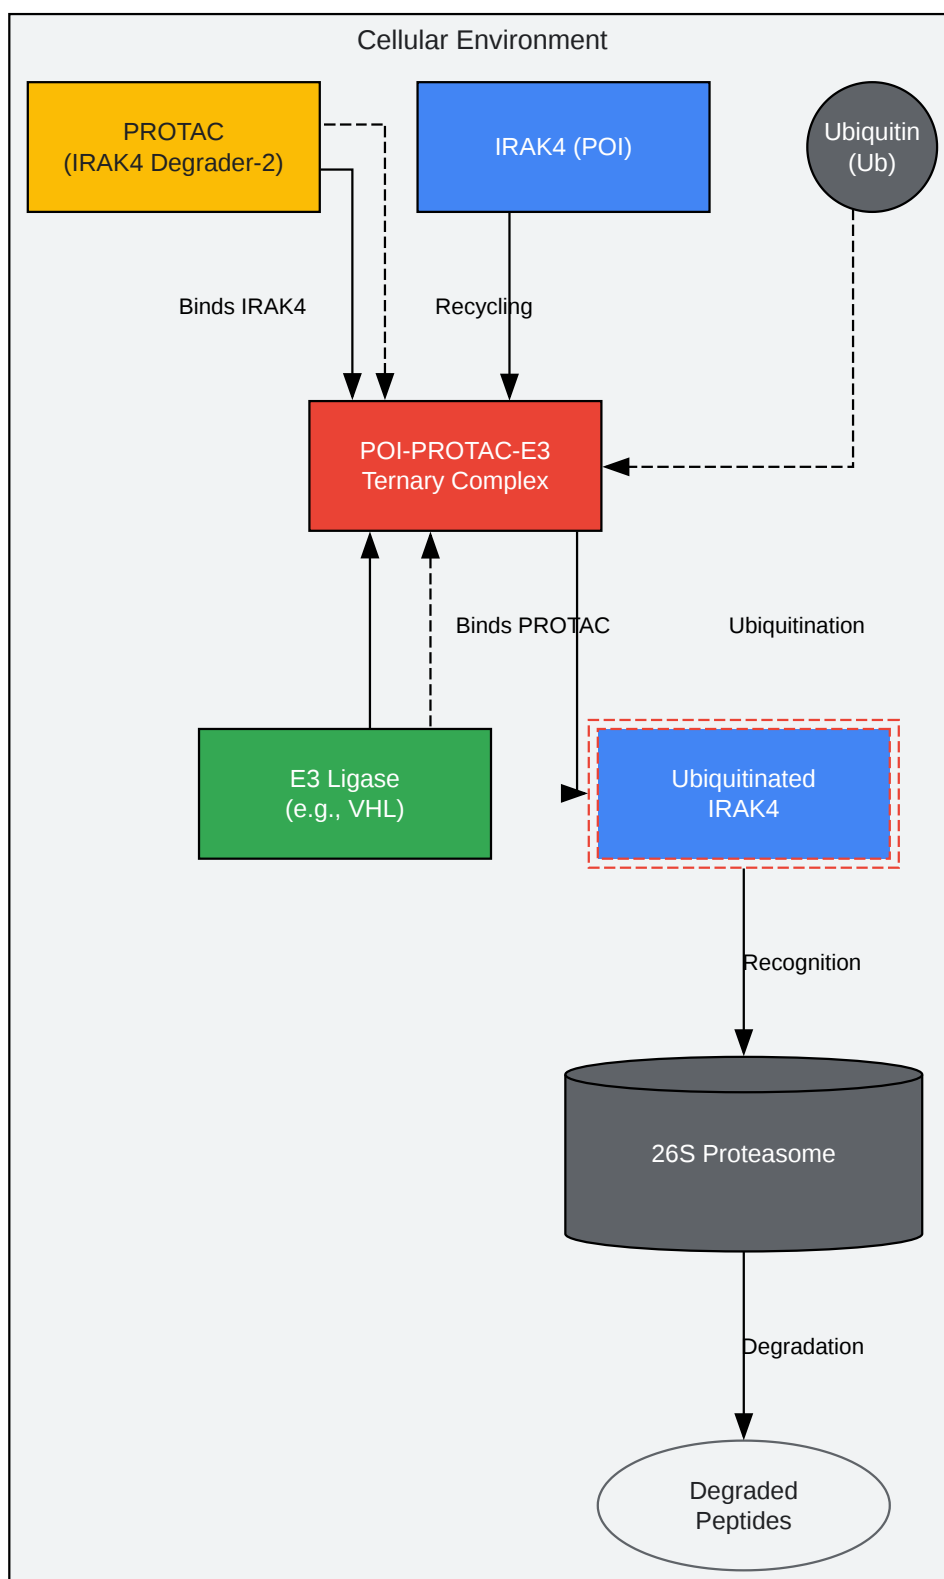 Cellular Environment
PROTAC
(IRAK4 Degrader-2)
IRAK4 (POI)
Ubiquitin
(Ub)
Binds IRAK4
Recycling
POI-PROTAC-E3
Ternary Complex
Binds PROTAC
Ubiquitination
E3 Ligase
(e.g., VHL)
Ubiquitinated
IRAK4
Recognition
26S Proteasome
Degradation
Degraded
Peptides